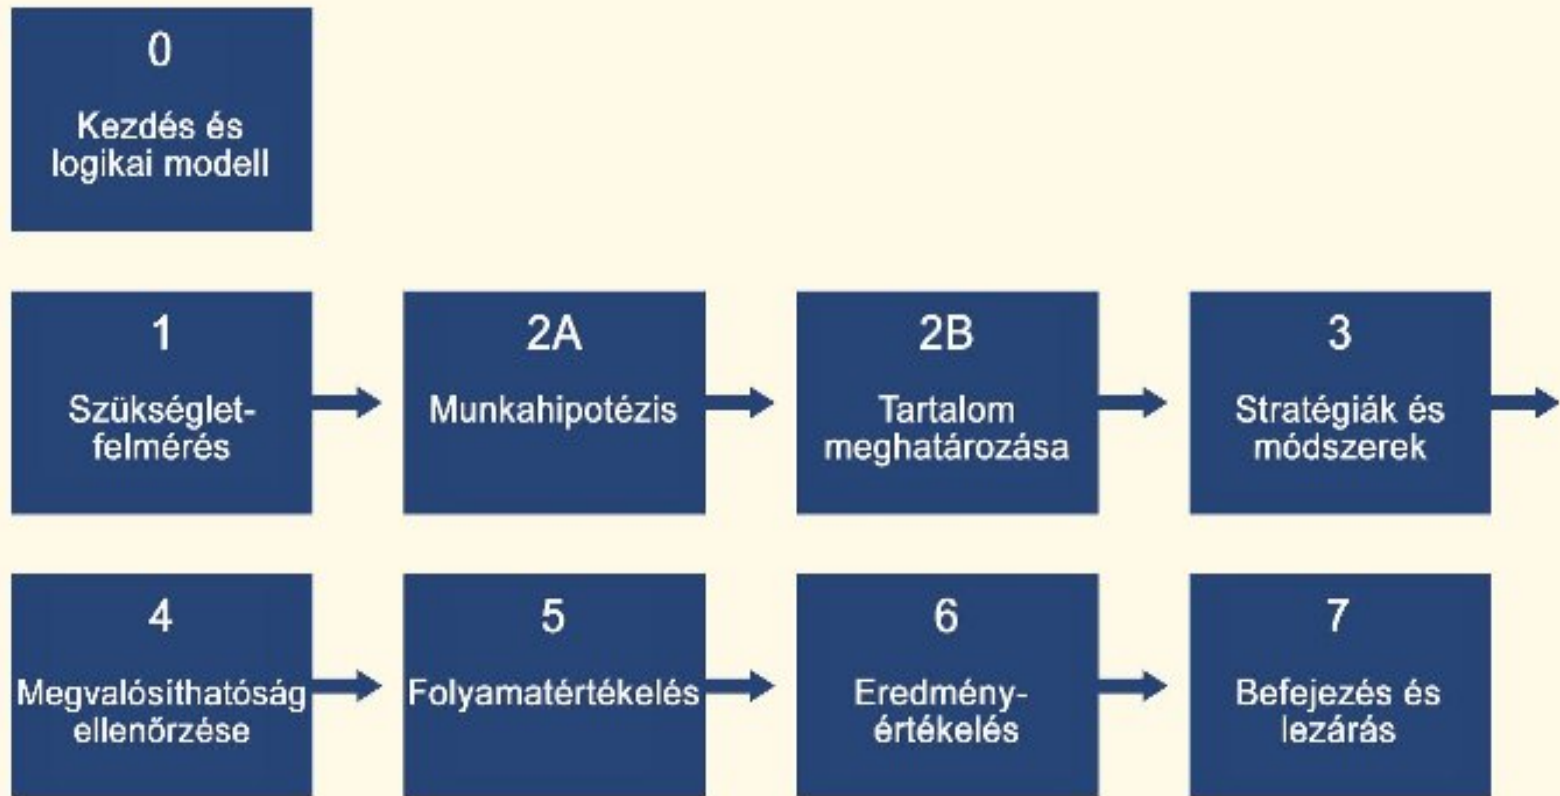 0
Kezdés és
logikai modell
1
Szükséglet-
felmérés
2A
Munkahipotézis
2B
Tartalom
meghatározása
3
Stratégiák és
módszerek
4
Megvalósíthatóság
ellenőrzése
5
Folyamatértékelés
6
Eredmény-
értékelés
7
Befejezés és
lezárás